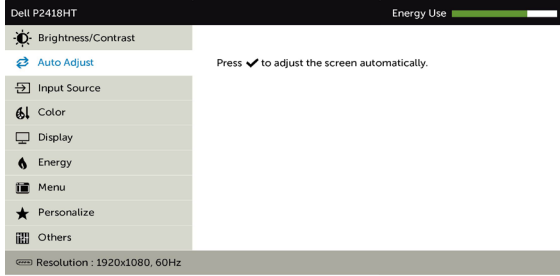 Dell P2418HT
Energy Use
Brightness/Contrast
Auto Adjust
Press ✔ to adjust the screen automatically.
Input Source
Color
Display
Energy
Menu
Personalize
Others
Resolution : 1920x1080, 60Hz